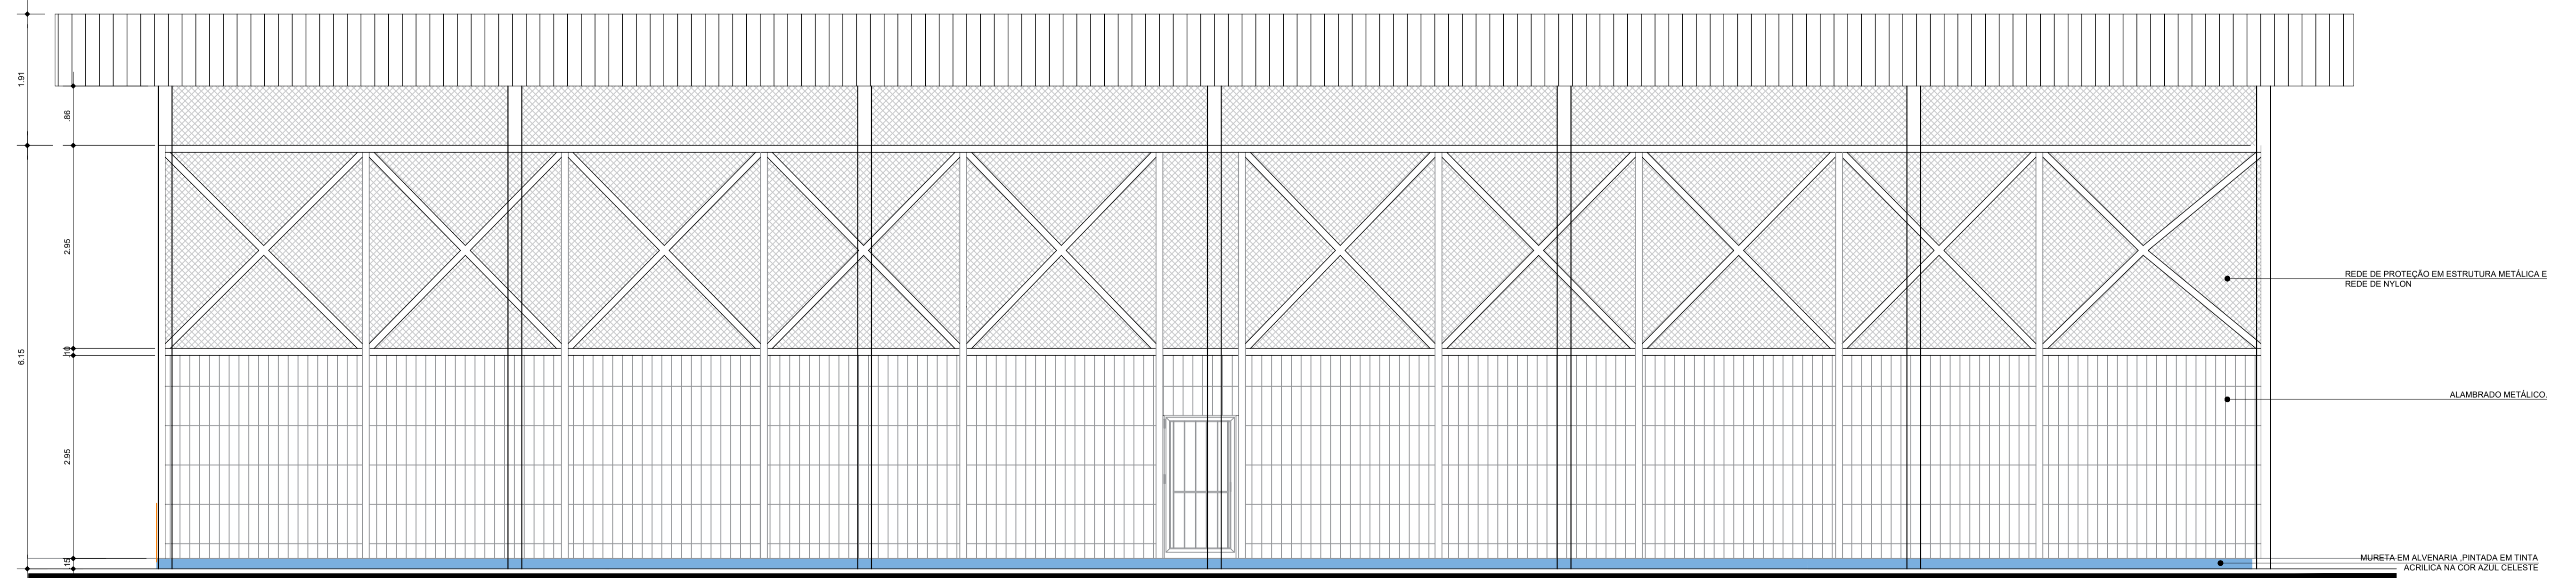 1.91
.86
REDE DE PROTEÇÃO EM ESTRUTURA METÁLICA E
REDE DE NYLON
2.95
6.15
.10
ALAMBRADO METÁLICO.
2.95
.15
MURETA EM ALVENARIA ,PINTADA EM TINTA
ACRILICA NA COR AZUL CELESTE